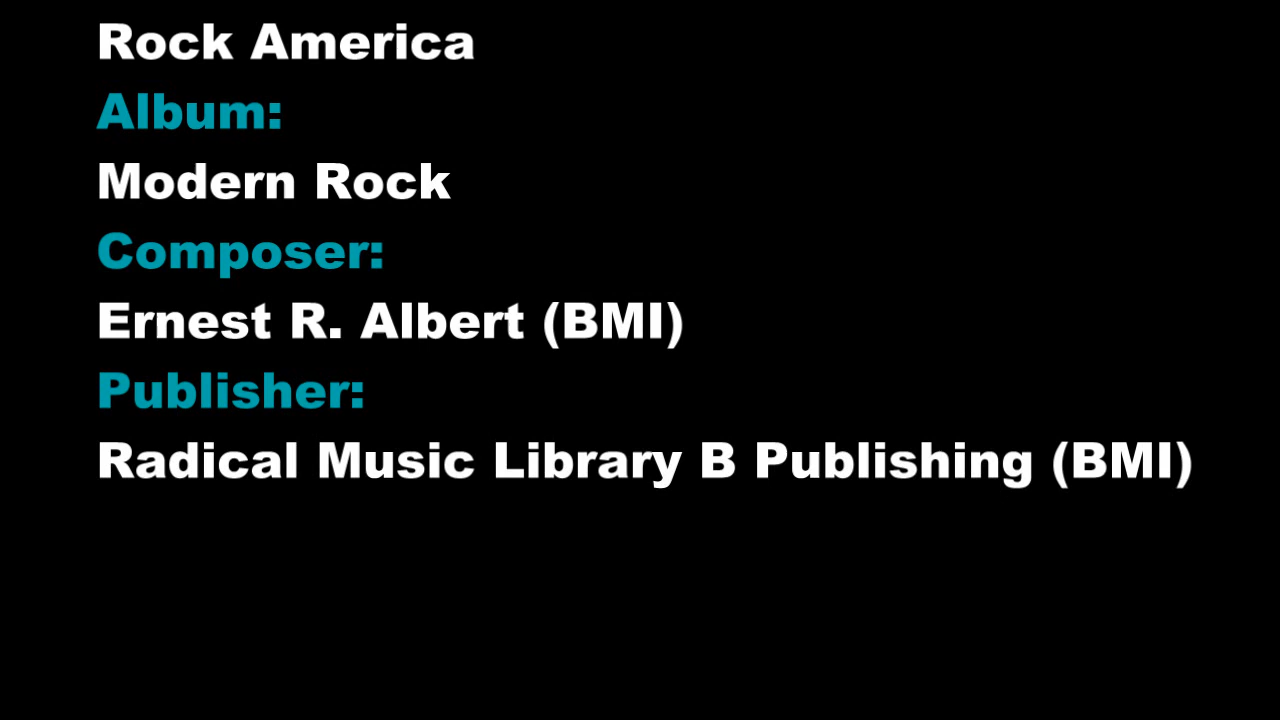 Rock America
Album:
Modern Rock
Composer:
Ernest R. Albert (BMI)
Publisher:
Radical Music Library B Publishing (BMI)